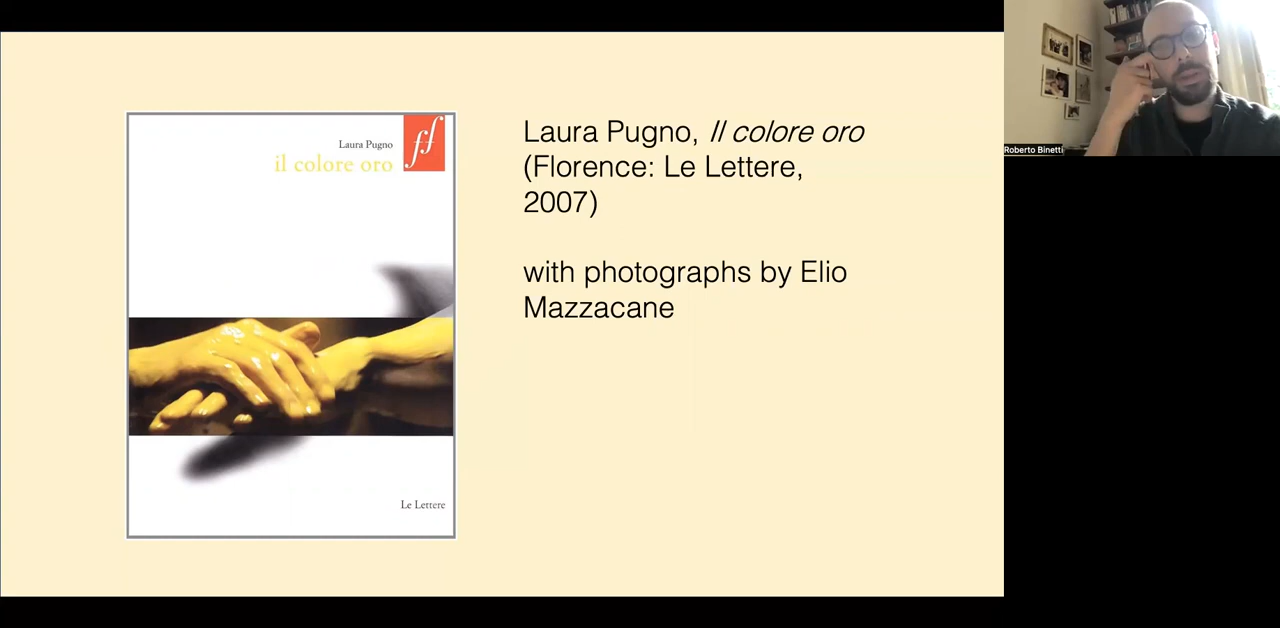 Laura Pugno
il colore oro
ff
Le Lettere
Laura Pugno, Il colore oro
(Florence: Le Lettere,
2007)
with photographs by Elio
Mazzacane
Roberto Binetti